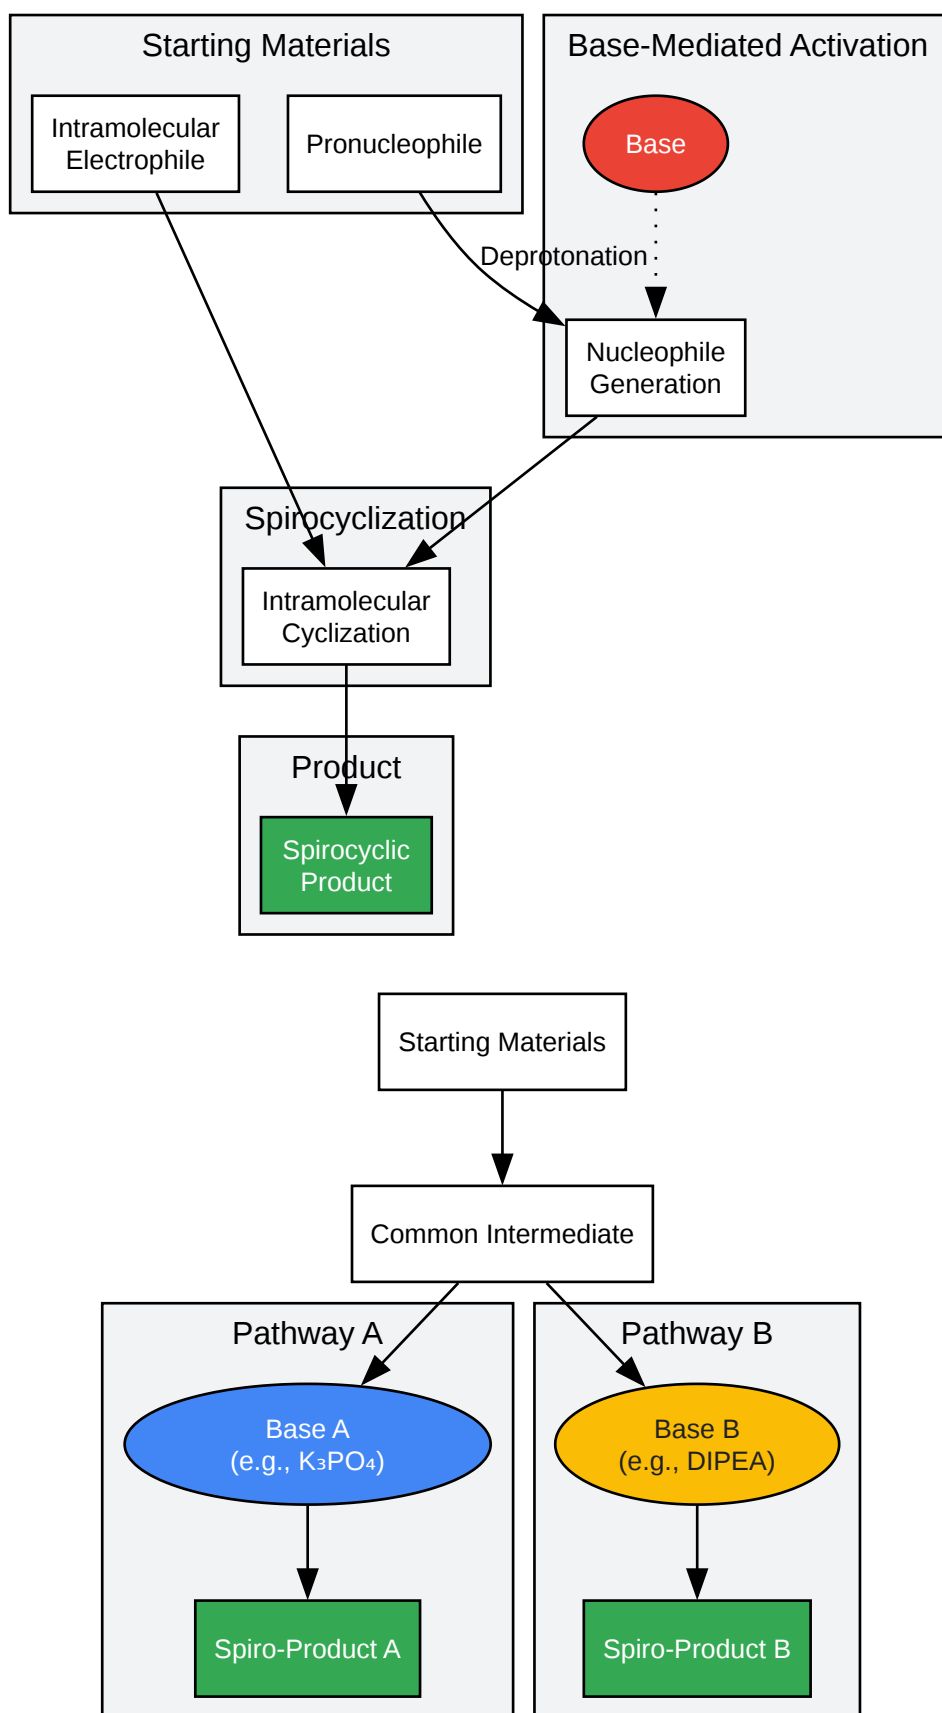 Starting Materials
Base-Mediated Activation
Intramolecular
Electrophile
Pronucleophile
Base
Deprotonation
Nucleophile
Generation
Spirocyclization
Intramolecular
Cyclization
Product
Spirocyclic
Product
Starting Materials
Common Intermediate
Pathway A
Pathway B
Base A
(e.g., K₃PO₄)
Base B
(e.g., DIPEA)
Spiro-Product A
Spiro-Product B